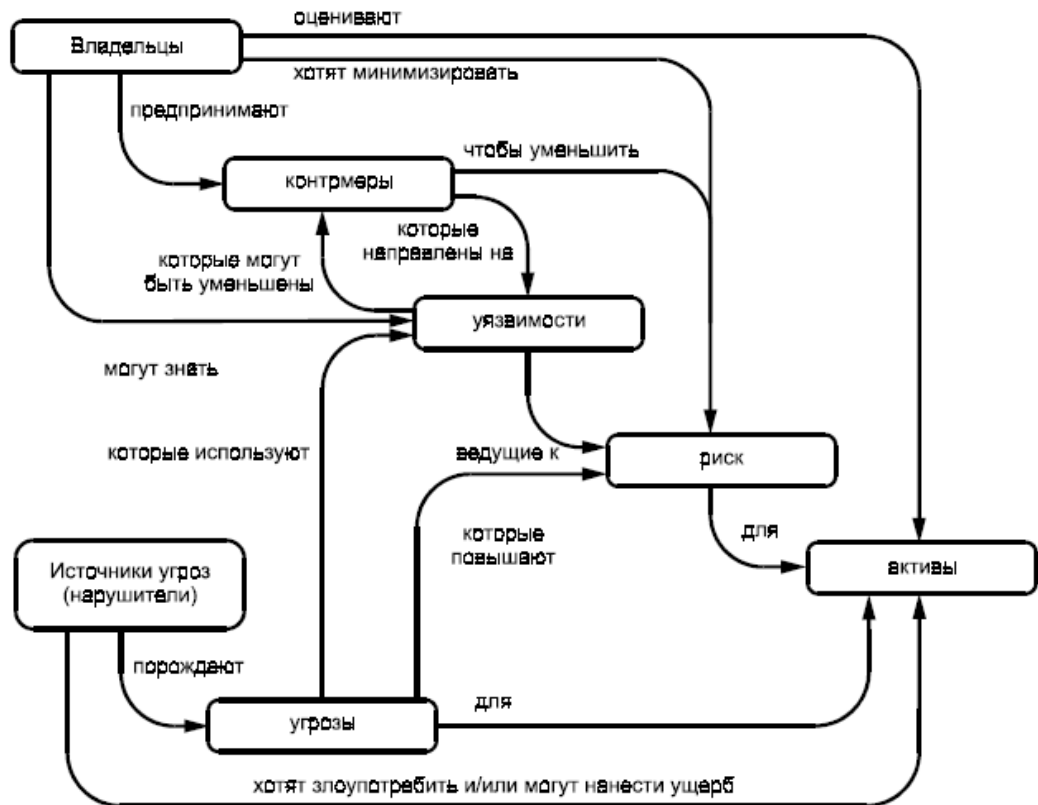 оценивают
Владельцы
хотят минимизировать
предпринимают
чтобы уменьшить
контрмеры
которые
направлены на
которые могут
быть уменьшены
уязвимости
могут знать
которые используют
ведущие к
риск
которые
повышают
для
Источники угроз
(нарушители)
активы
порождают
для
угрозы
хотят злоупотребить и/или могут нанести ущерб